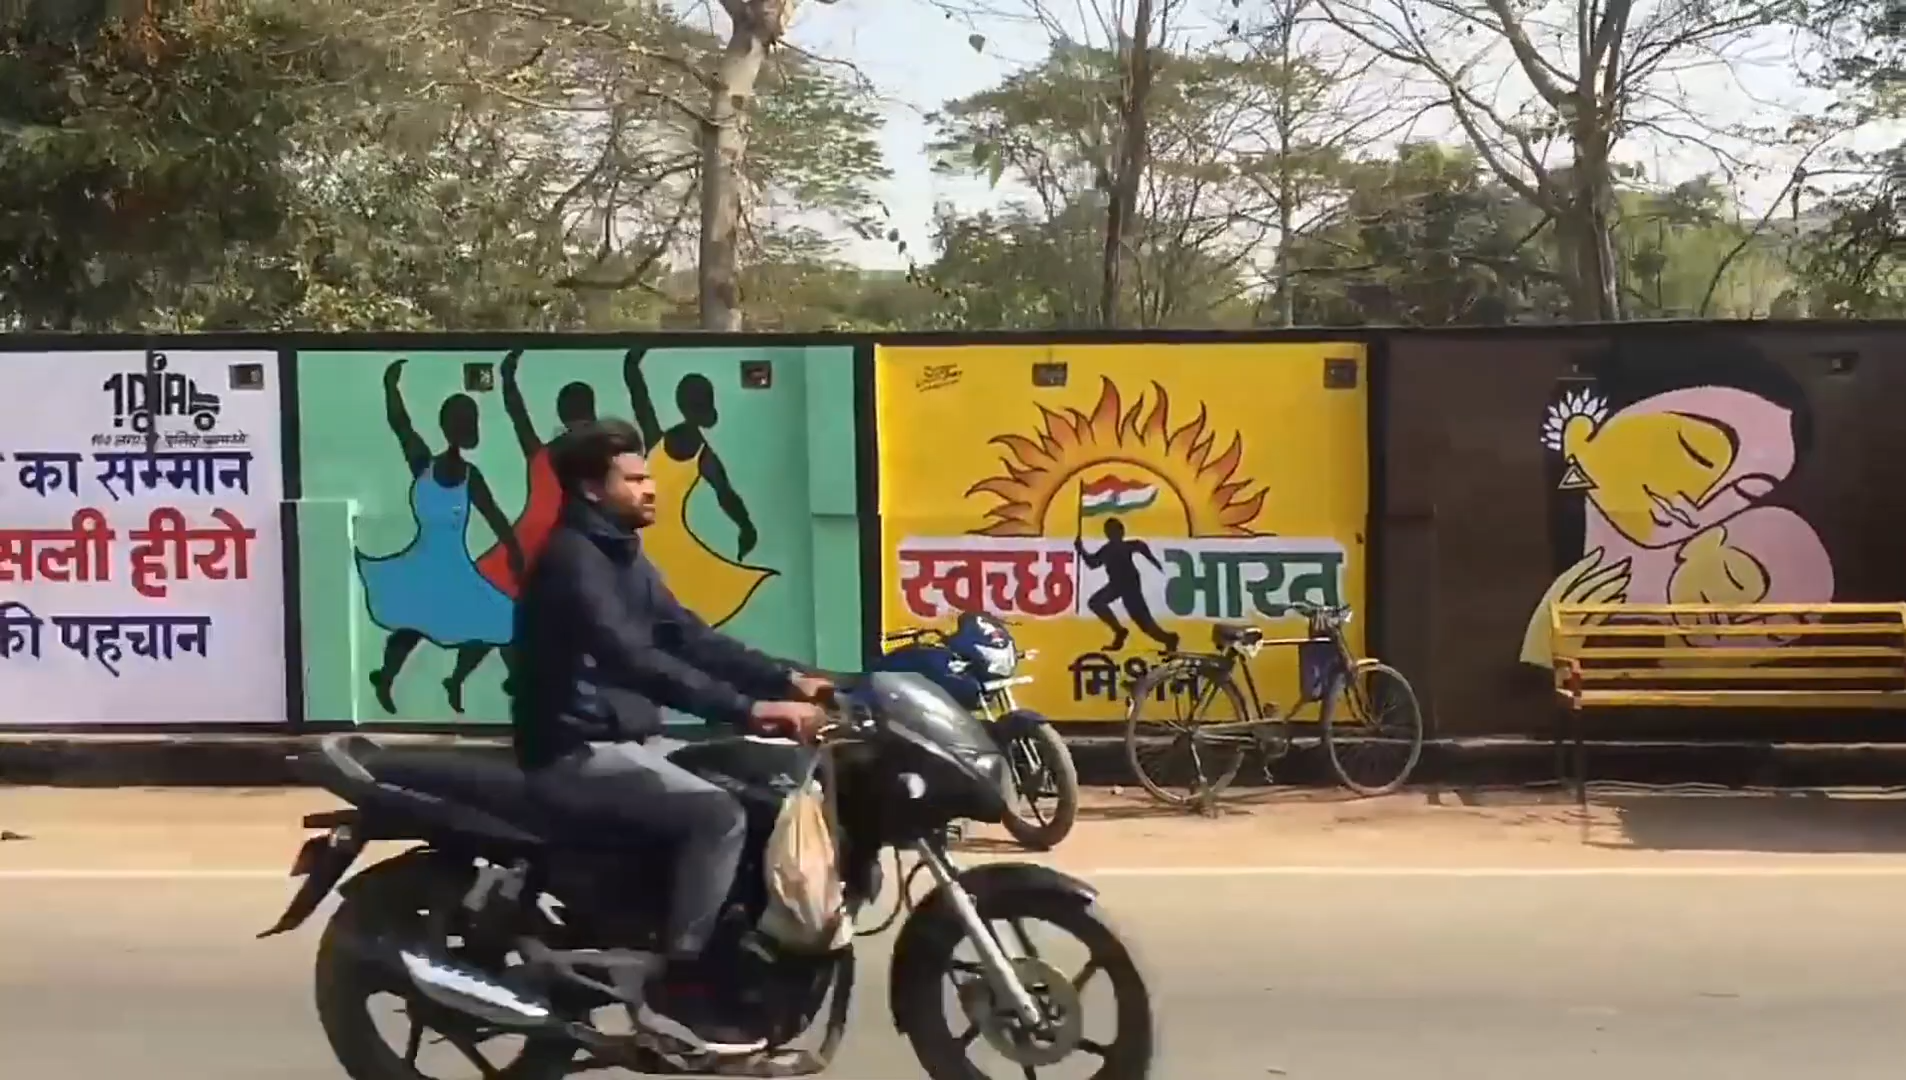 का सम्मान
सली हीरो
की पहचान
स्वच्छ भारत
मिशन